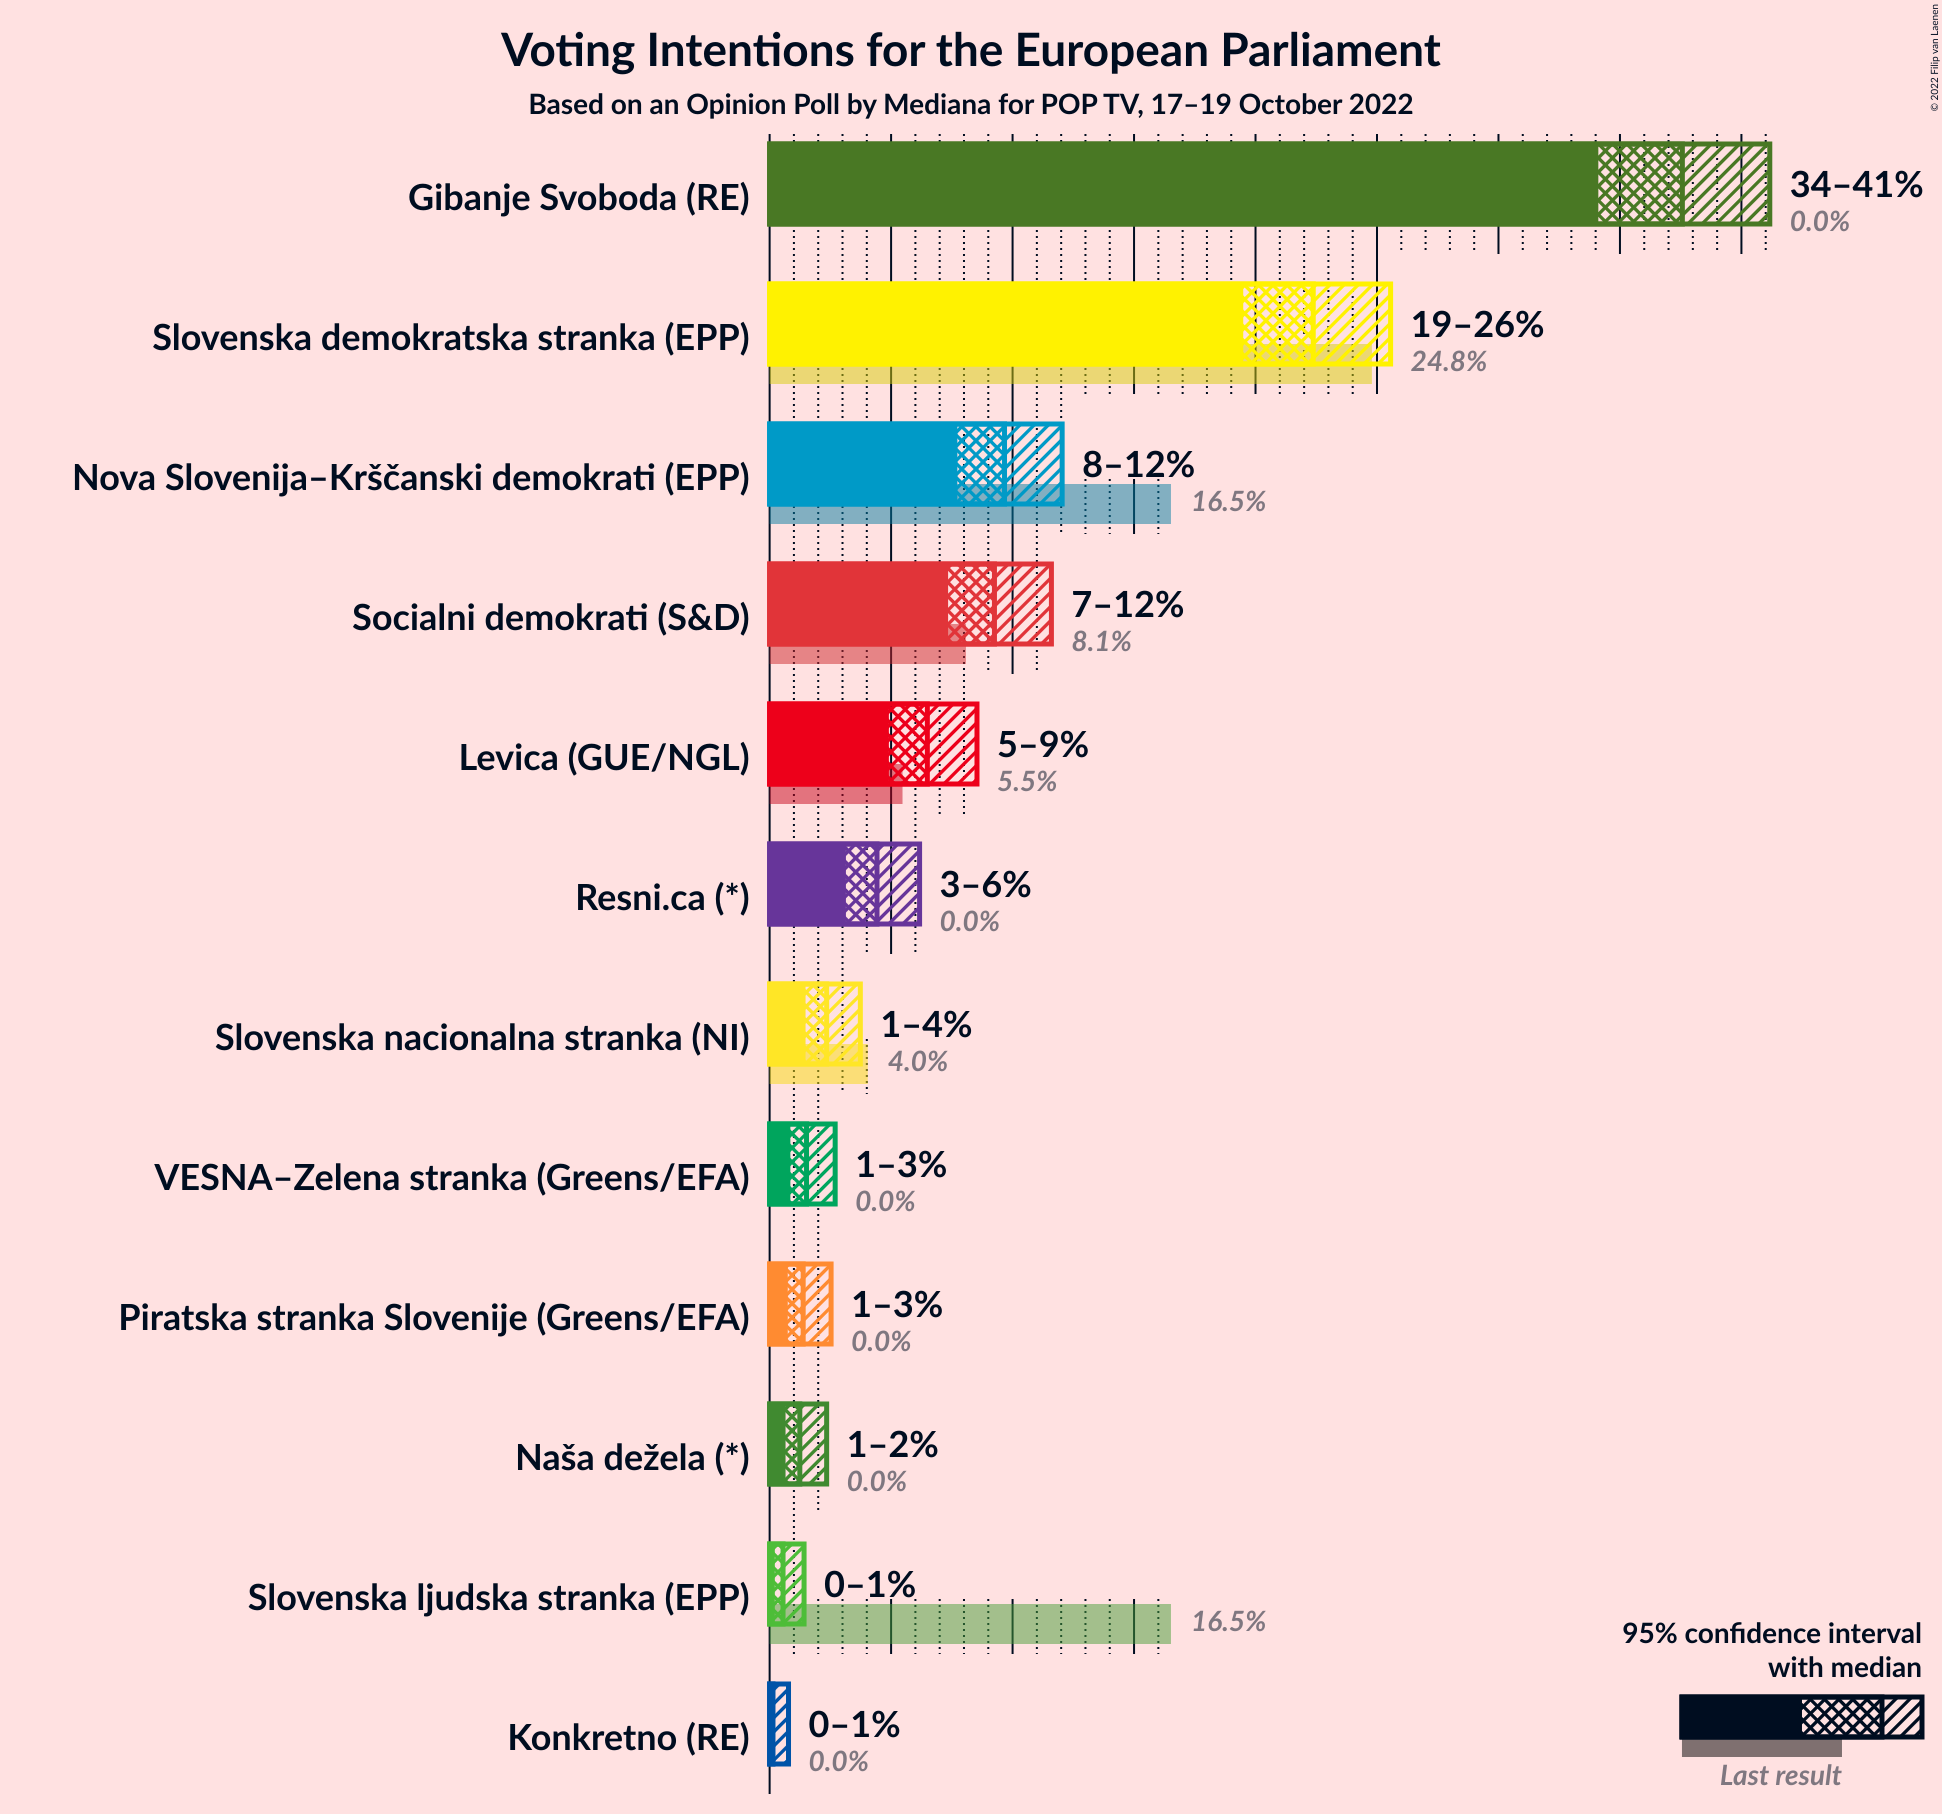 Voting Intentions for the European Parliament
Based on an Opinion Poll by Mediana for POP TV, 17–19 October 2022
© 2022 Filip van Laenen
Gibanje Svoboda (RE)
34–41%
0.0%
Slovenska demokratska stranka (EPP)
19–26%
24.8%
Nova Slovenija–Krščanski demokrati (EPP)
8–12%
16.5%
Socialni demokrati (S&D)
7–12%
8.1%
Levica (GUE/NGL)
5–9%
5.5%
Resni.ca (*)
3–6%
0.0%
Slovenska nacionalna stranka (NI)
1–4%
4.0%
VESNA–Zelena stranka (Greens/EFA)
1–3%
0.0%
Piratska stranka Slovenije (Greens/EFA)
1–3%
0.0%
Naša dežela (*)
1–2%
0.0%
Slovenska ljudska stranka (EPP)
0–1%
16.5%
Konkretno (RE)
0–1%
0.0%
95% confidence interval
with median
Last result